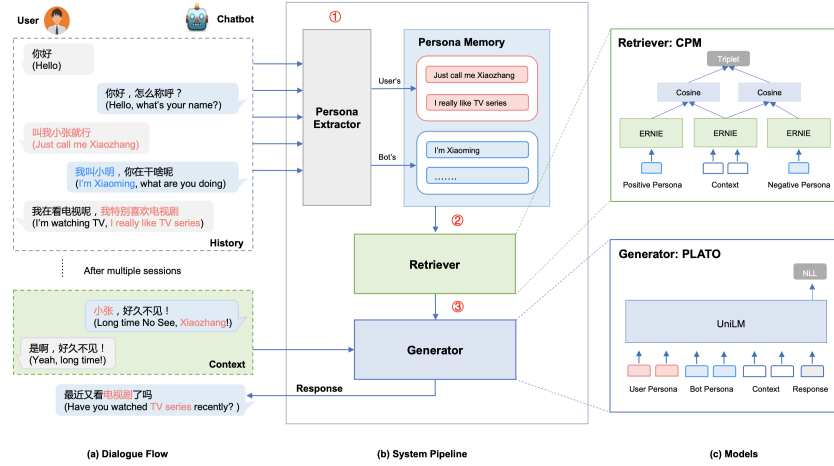 User
Chatbot
你好
(Hello)
你好，怎么称呼？
(Hello, what's your name?)
叫我小张就行
(Just call me Xiaozhang)
我叫小明，你在干啥呢
(I'm Xiaoming, what are you doing)
我在看电视呢，我特别喜欢电视剧
(I'm watching TV, I really like TV series)
History
After multiple sessions
小张，好久不见！
(Long time No See, Xiaozhang!)
是啊，好久不见！
(Yeah, long time!)
Context
最近又看电视剧了吗
(Have you watched TV series recently? )
(a) Dialogue Flow
①
Persona
Extractor
User's
Bot's
Persona Memory
Just call me Xiaozhang
I really like TV series
I'm Xiaoming
.......
②
Retriever
③
Generator
Response
(b) System Pipeline
Retriever: CPM
Triplet
Cosine
Cosine
ERNIE
ERNIE
ERNIE
Positive Persona
Context
Negative Persona
Generator: PLATO
NLL
UniLM
User Persona
Bot Persona
Context
Response
(c) Models